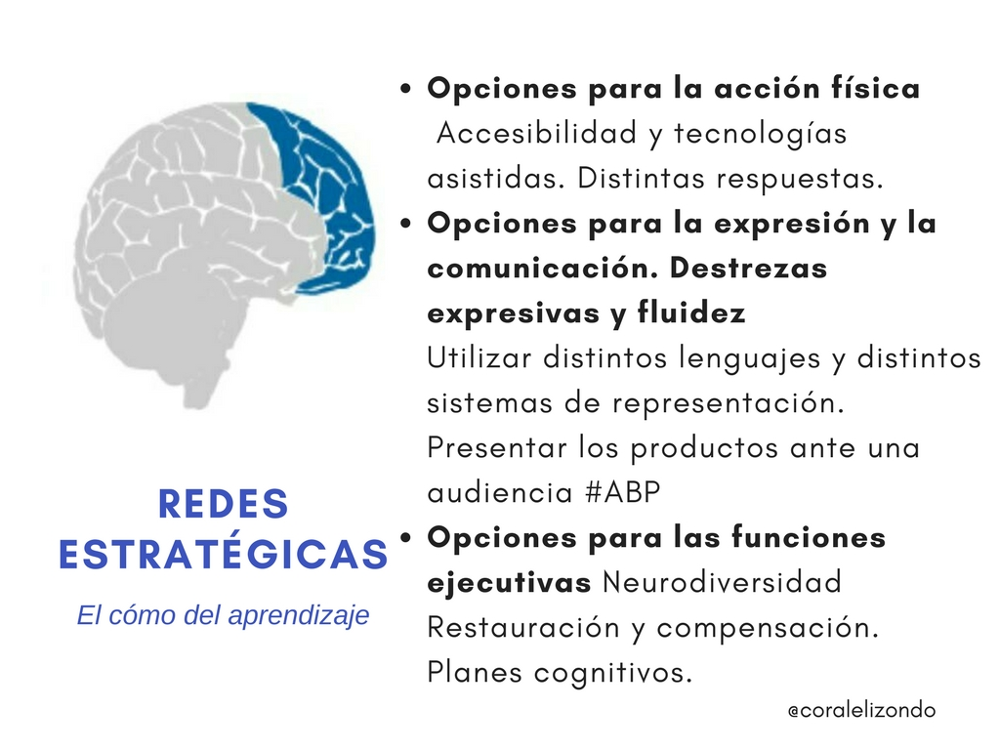 REDES
ESTRATÉGICAS
El cómo del aprendizaje
• Opciones para la acción física
Accesibilidad y tecnologías
asistidas. Distintas respuestas.
• Opciones para la expresión y la
comunicación. Destrezas
expresivas y fluidez
Utilizar distintos lenguajes y distintos
sistemas de representación.
Presentar los productos ante una
audiencia #ABP
• Opciones para las funciones
ejecutivas Neurodiversidad
Restauración y compensación.
Planes cognitivos.
@coralelizondo